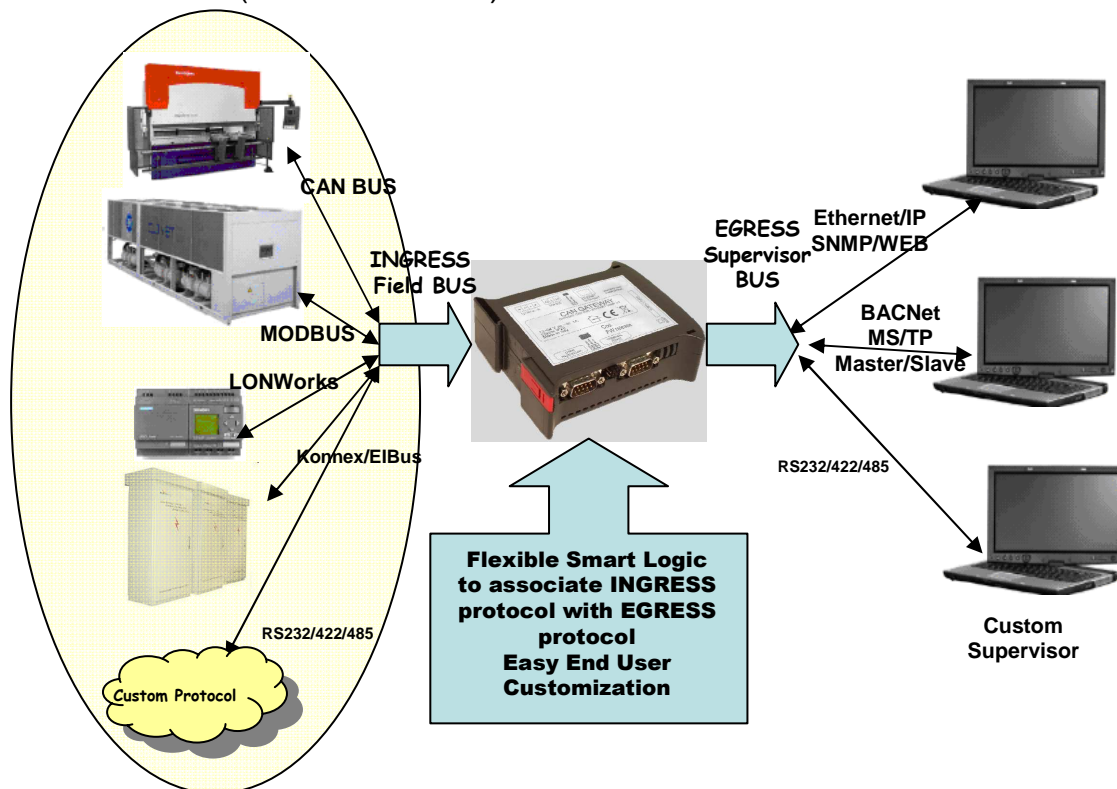 CAN BUS
MODBUS
LONWorks
Konnex/EIBus
RS232/422/485
Custom Protocol
INGRESS
Field BUS
CAN GATEWAY
EGRESS
Supervisor
BUS
Ethernet/IP
SNMP/WEB
BACNet
MS/TP
Master/Slave
RS232/422/485
Custom
Supervisor
Flexible Smart Logic
to associate INGRESS
protocol with EGRESS
protocol
Easy End User
Customization